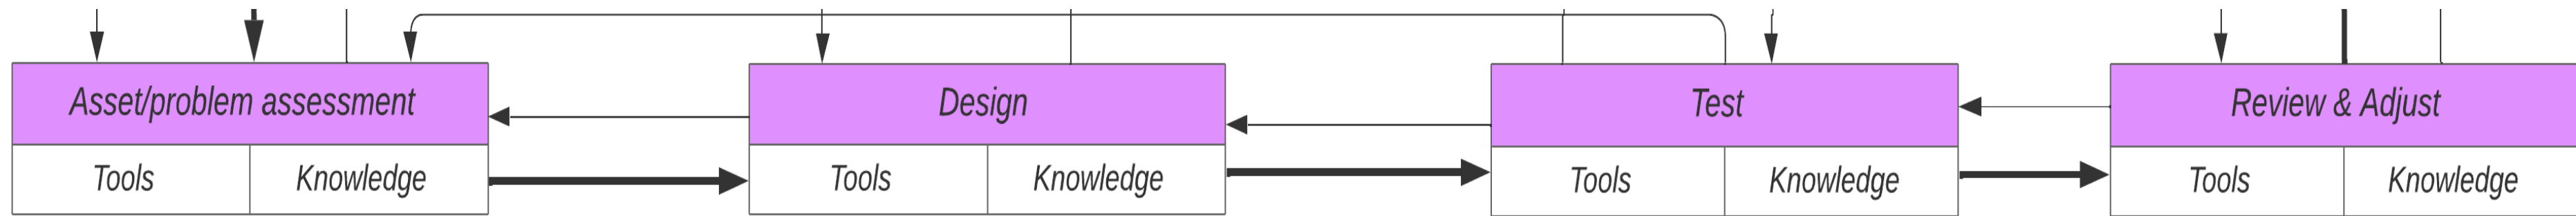 Asset/problem assessment
Design
Test
Review & Adjust
Tools
Knowledge
Tools
Knowledge
Tools
Knowledge
Tools
Knowledge